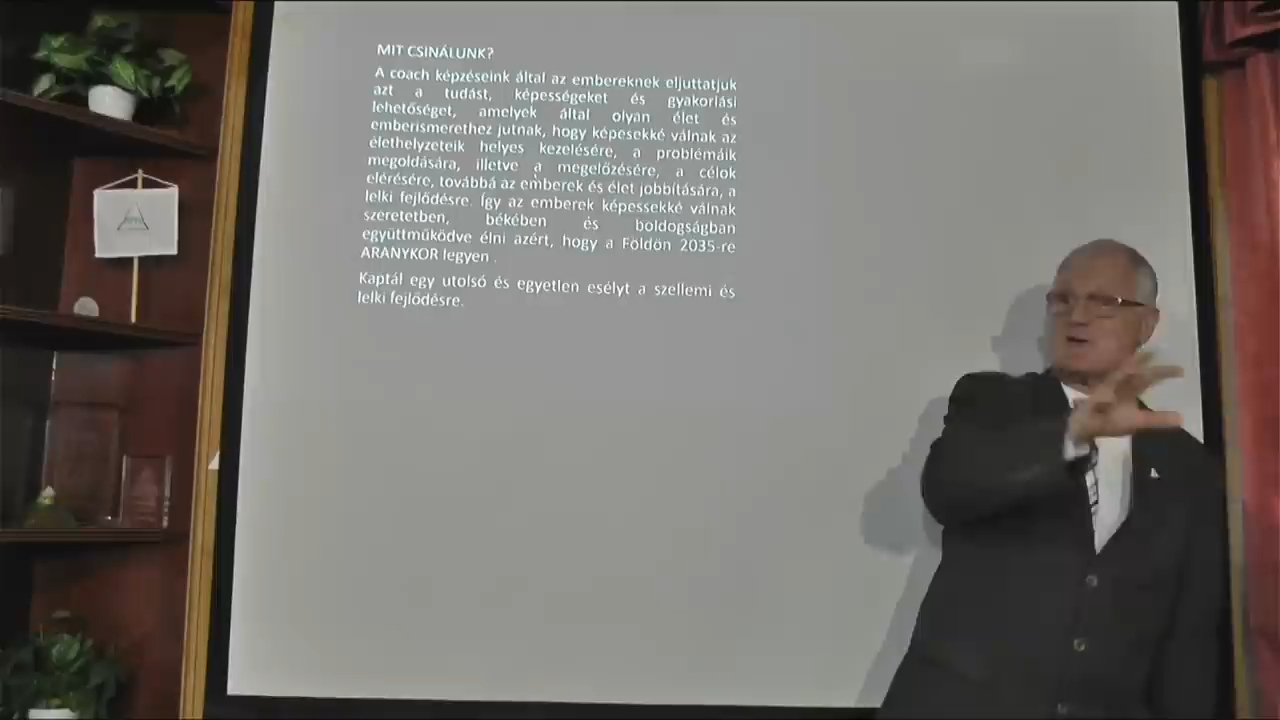 MIT CSINÁLUNK?
A coach képzéseink által az embereknek eljuttatjuk
azt a tudást, képességeket és gyakorlási
lehetőséget, amelyek által olyan élet és
emberismerethez jutnak, hogy képesekké válnak az
élethelyzeteik helyes kezelésére, a problémáik
megoldására, illetve a megelőzésére, a célok
elérésére, továbbá az emberek és élet jobbítására, a
lelki fejlődésre. Így az emberek képessekké válnak
szeretetben, békében és boldogságban
együttműködve élni azért, hogy a Földön 2035-re
ARANYKOR legyen .
Kaptál egy utolsó és egyetlen esélyt a szellemi és
lelki fejlődésre.